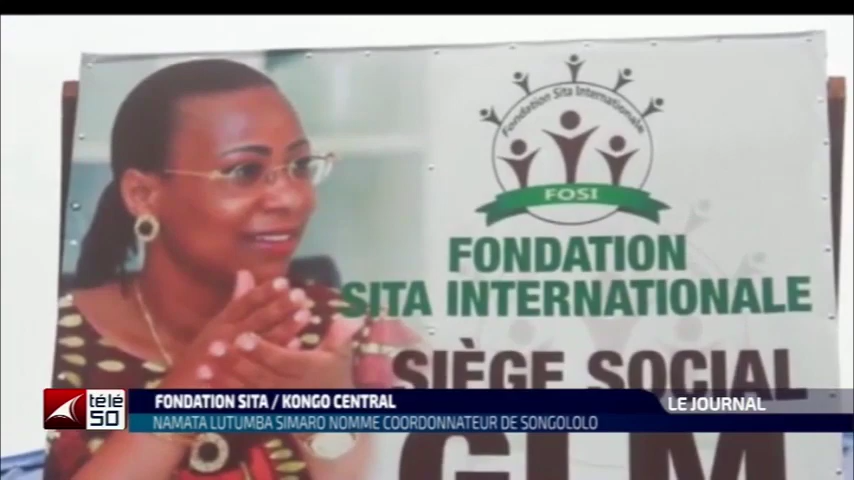 Fondation Sita Internationale
FOSI
FONDATION
SITA INTERNATIONALE
SIÈGE SOCIAL
télé
50
FONDATION SITA / KONGO CENTRAL
LE JOURNAL
NAMATA LUTUMBA SIMARO NOMME COORDONNATEUR DE SONGOLOLO